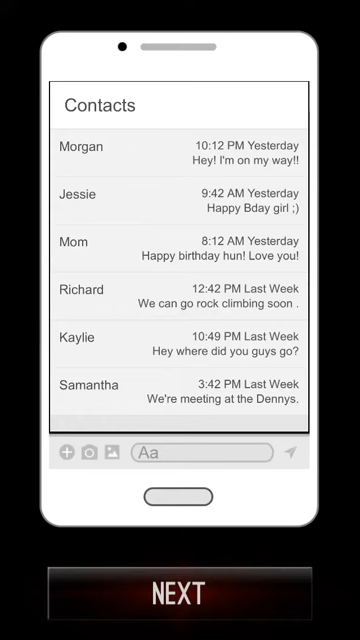 Contacts
Morgan
10:12 PM Yesterday
Hey! I'm on my way!!
Jessie
9:42 AM Yesterday
Happy Bday girl ;)
Mom
8:12 AM Yesterday
Happy birthday hun! Love you!
Richard
12:42 PM Last Week
We can go rock climbing soon .
Kaylie
10:49 PM Last Week
Hey where did you guys go?
Samantha
3:42 PM Last Week
We're meeting at the Dennys.
Aa
NEXT